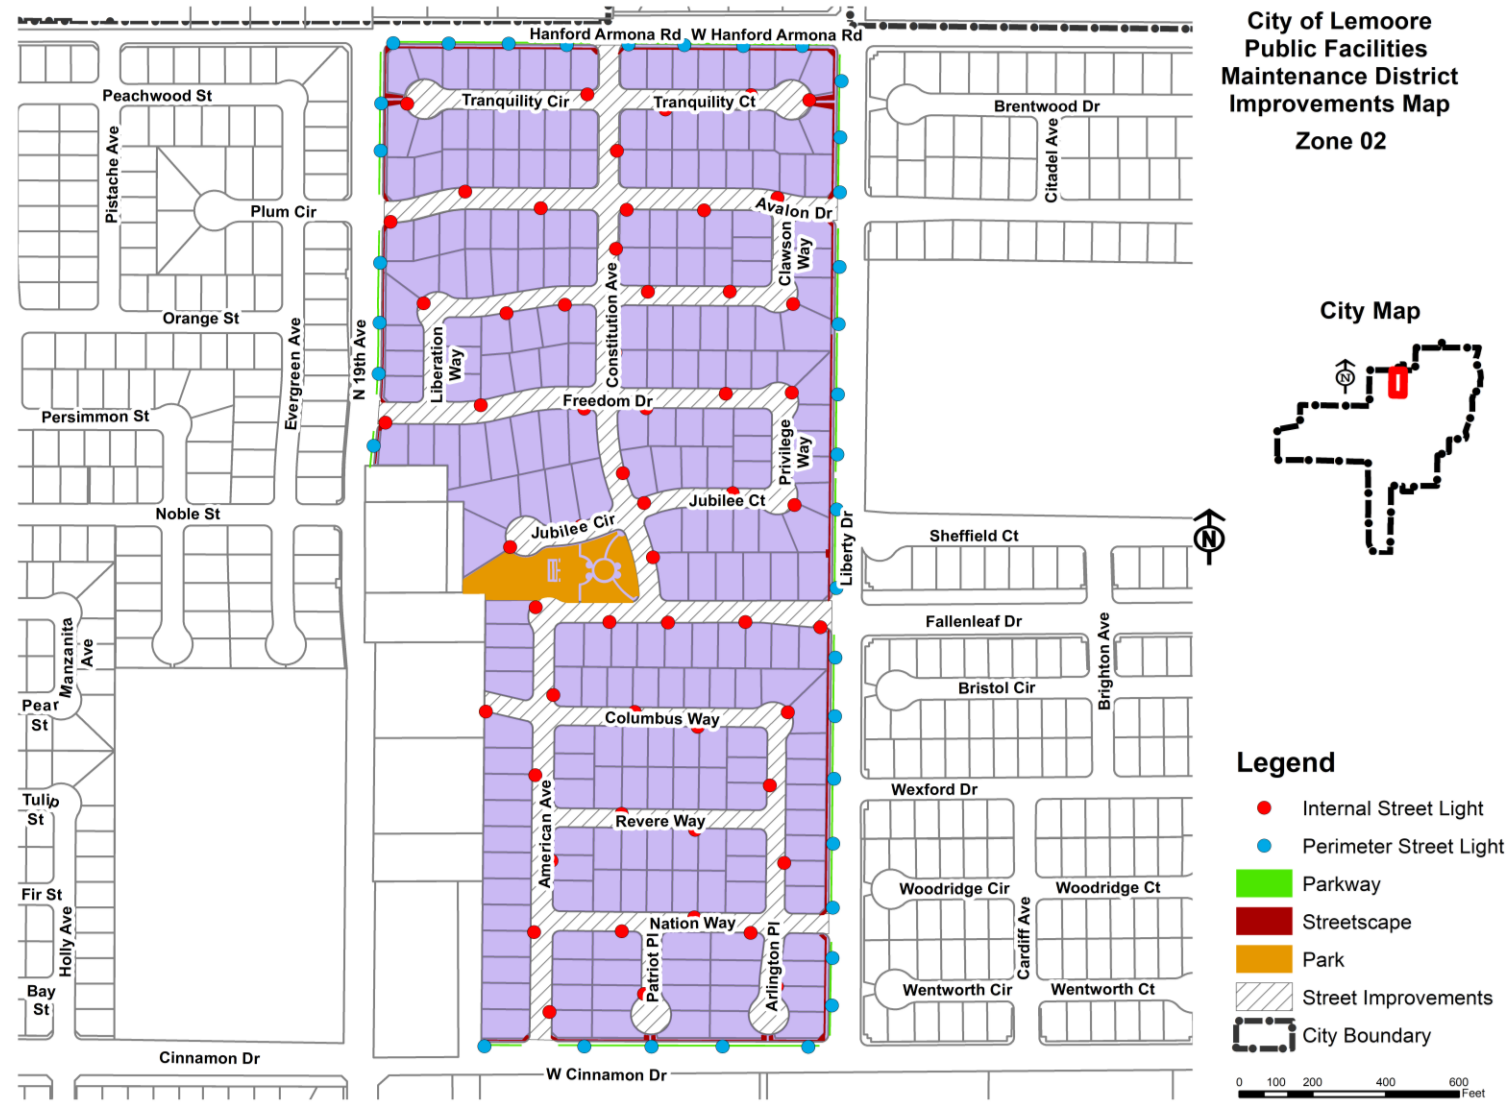 Hanford Armona Rd
W Hanford Armona Rd
City of Lemoore
Public Facilities
Maintenance District
Improvements Map
Zone 02
Peachwood St
Tranquility Cir
Tranquility Ct
Brentwood Dr
Pistache Ave
Citadel Ave
Plum Cir
Avalon Dr
Clawson
Way
Constitution Ave
Orange St
Evergreen Ave
N 19th Ave
Liberation
Way
City Map
N
Persimmon St
Freedom Dr
Privilege
Way
Noble St
Jubilee Cir
Jubilee Ct
Liberty Dr
Sheffield Ct
N
Manzanita
Ave
Fallenleaf Dr
Brighton Ave
Bristol Cir
Pear
St
Columbus Way
Wexford Dr
Legend
Internal Street Light
Perimeter Street Light
Parkway
Streetscape
Park
Street Improvements
City Boundary
0 100 200 400 600
Feet
Tulip
St
American Ave
Revere Way
Fir St
Woodridge Cir
Woodridge Ct
Holly Ave
Nation Way
Patriot Pl
Arlington Pl
Cardiff Ave
Bay
St
Wentworth Cir
Wentworth Ct
Cinnamon Dr
W Cinnamon Dr